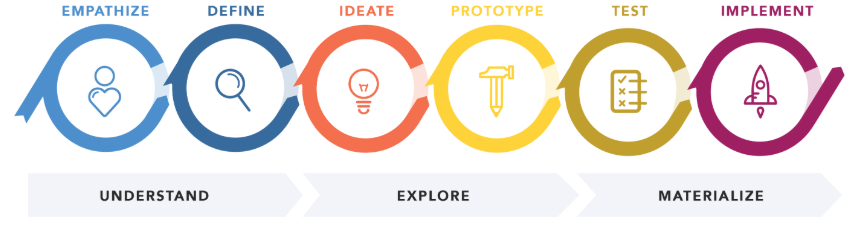 EMPATHIZE DEFINE IDEATE PROTOTYPE TEST IMPLEMENT
UNDERSTAND EXPLORE MATERIALIZE